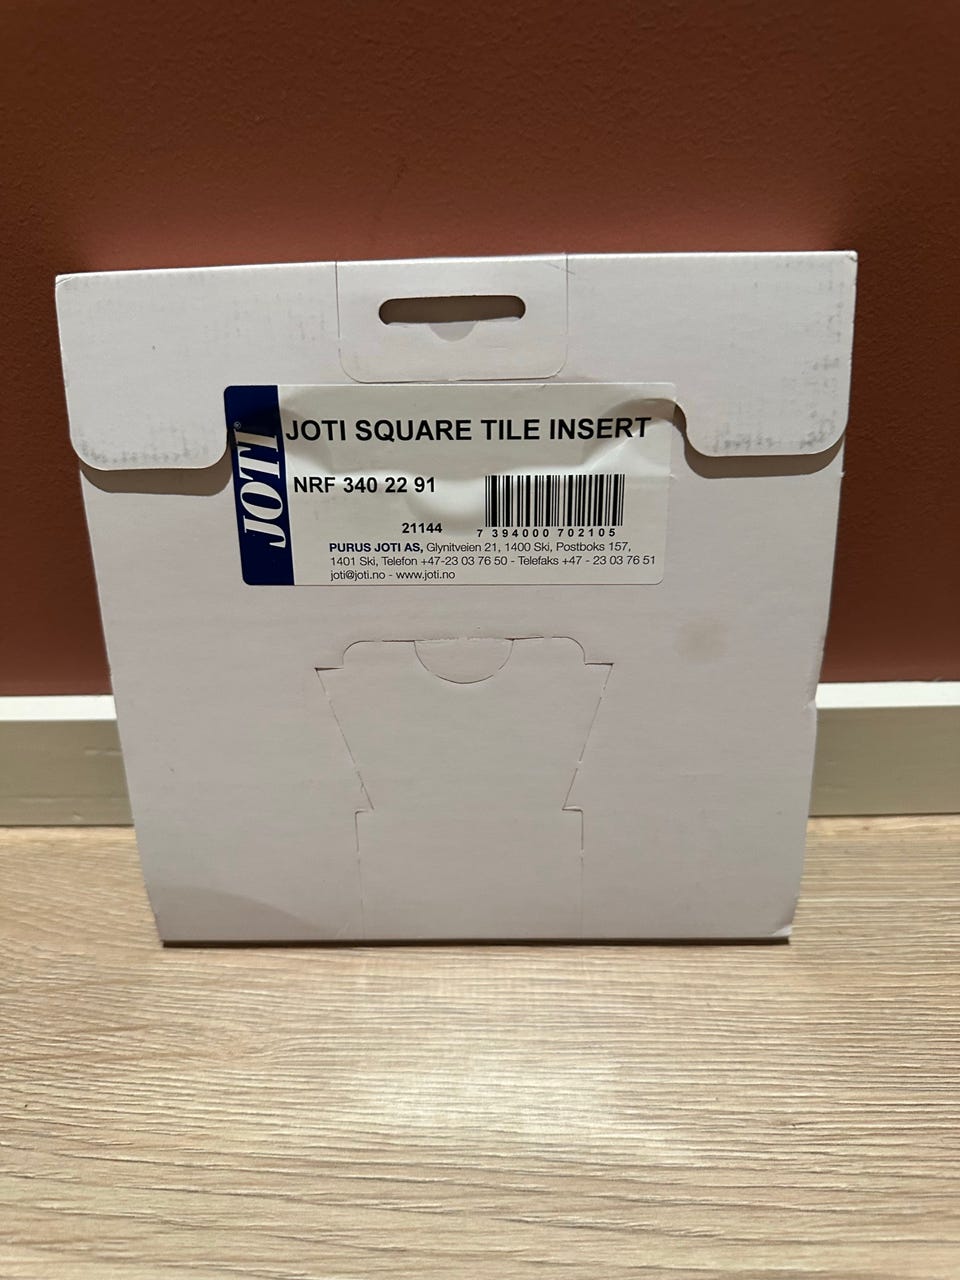 JOTI®
JOTI SQUARE TILE INSERT
NRF 340 22 91
21144
7 394000 702105
PURUS JOTI AS, Glynitveien 21, 1400 Ski, Postboks 157,
1401 Ski, Telefon +47-23 03 76 50 - Telefaks +47 - 23 03 76 51
joti@joti.no - www.joti.no